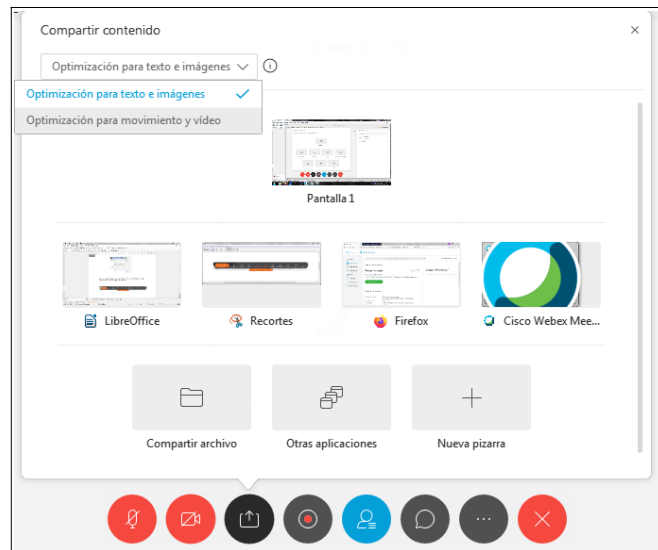 Compartir contenido
Optimización para texto e imágenes
Optimización para texto e imágenes
Optimización para movimiento y vídeo
Pantalla 1
LibreOffice
Recortes
Firefox
Cisco Webex Mee...
Compartir archivo
Otras aplicaciones
Nueva pizarra